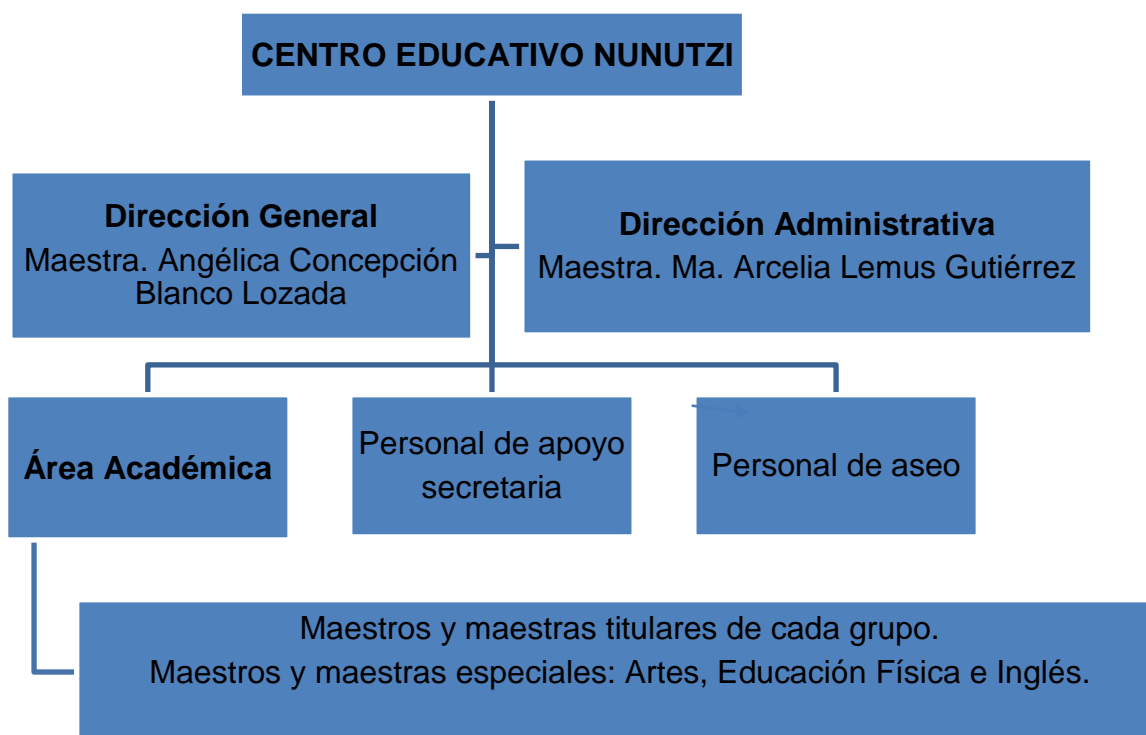 CENTRO EDUCATIVO NUNUTZI
Dirección General
Maestra. Angélica Concepción
Blanco Lozada
Dirección Administrativa
Maestra. Ma. Arcelia Lemus Gutiérrez
Área Académica
Personal de apoyo
secretaria
Personal de aseo
Maestros y maestras titulares de cada grupo.
Maestros y maestras especiales: Artes, Educación Física e Inglés.